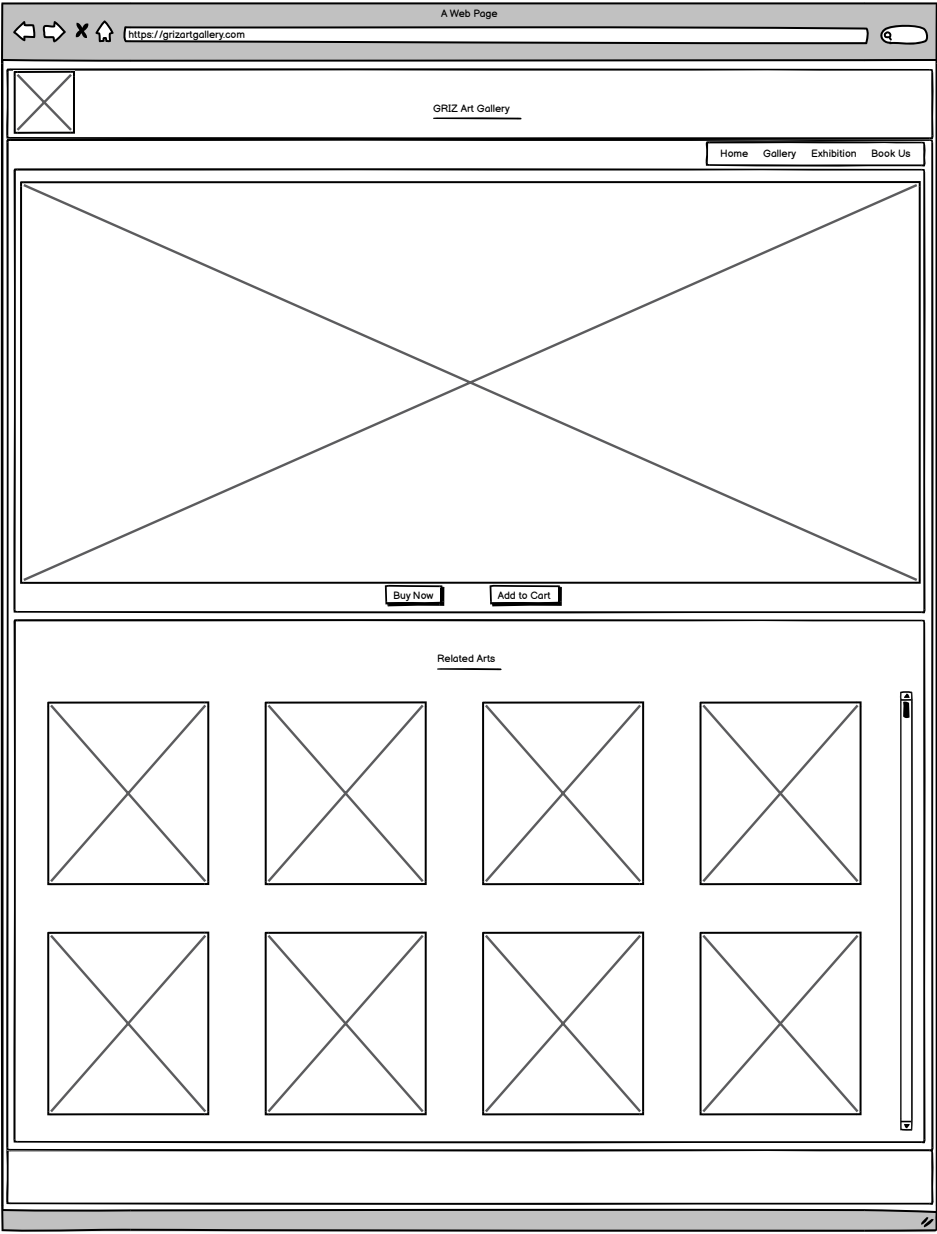 A Web Page
https://grizartgallery.com
GRIZ Art Gallery
Home Gallery Exhibition Book Us
Buy Now Add to Cart
Related Arts